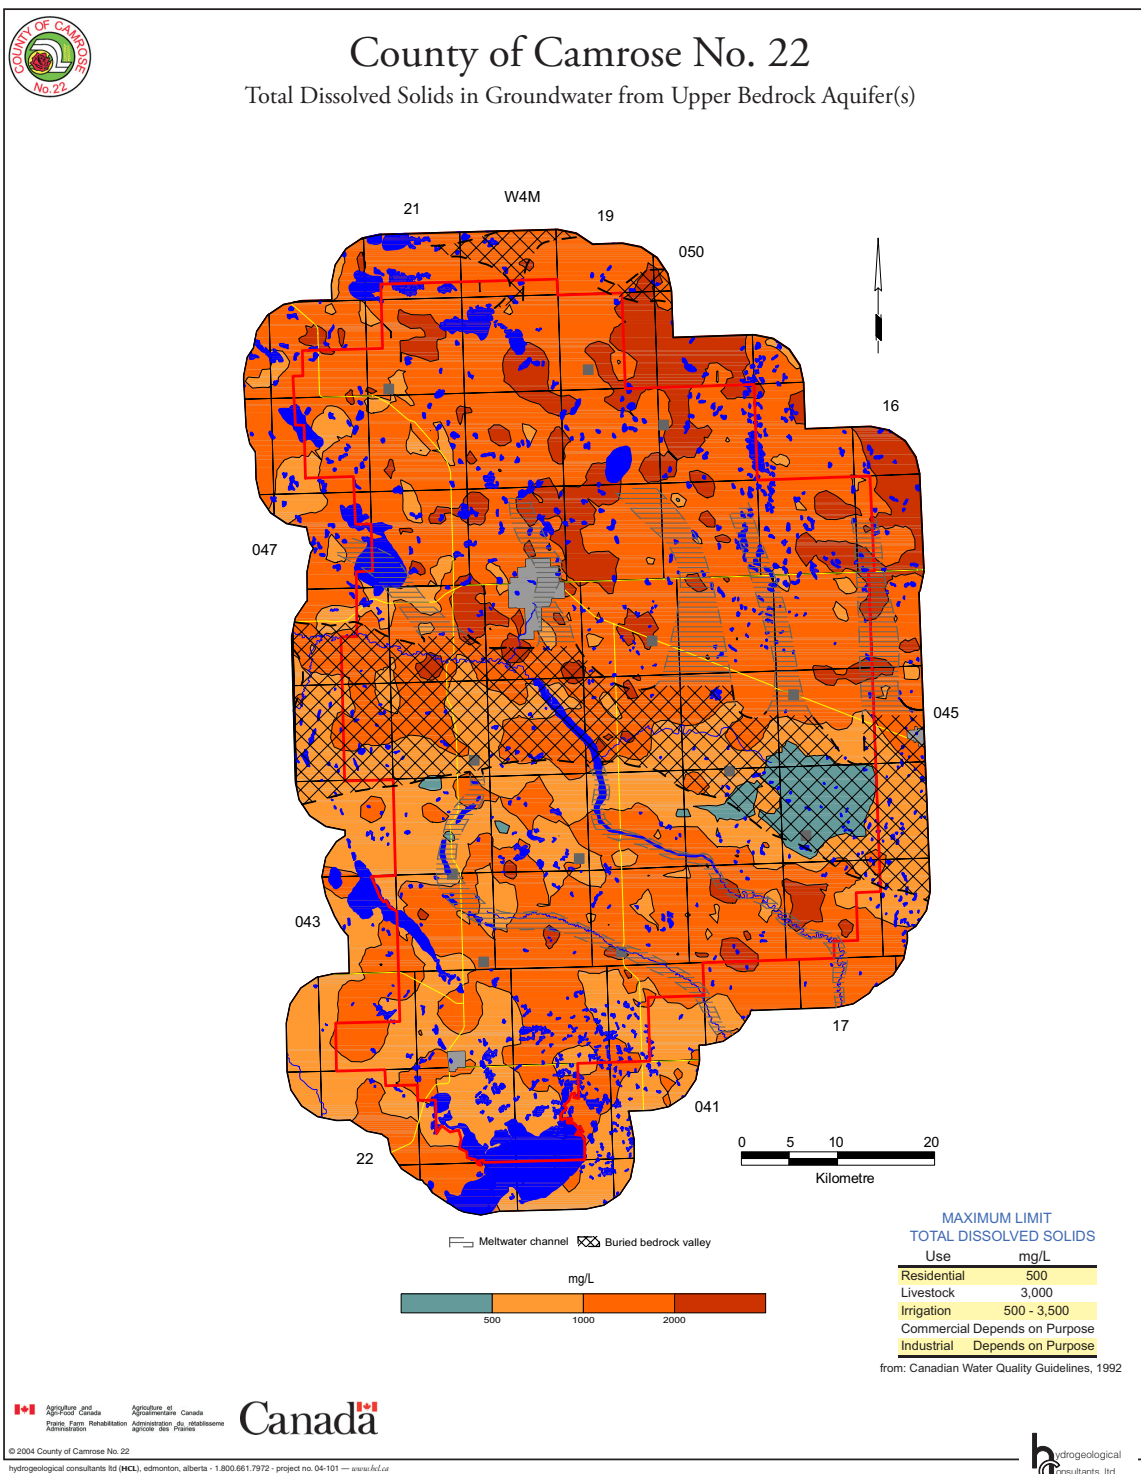 COUNTY OF CAMROSE
No.22
County of Camrose No. 22
Total Dissolved Solids in Groundwater from Upper Bedrock Aquifer(s)
W4M
21
19
050
16
047
045
043
17
041
22
0 5 10 20
Kilometre
Meltwater channel Buried bedrock valley
mg/L
500 1000 2000
MAXIMUM LIMIT
TOTAL DISSOLVED SOLIDS
Use mg/L
Residential 500
Livestock 3,000
Irrigation 500 - 3,500
Commercial Depends on Purpose
Industrial Depends on Purpose
from: Canadian Water Quality Guidelines, 1992
Agriculture and Agri-Food Canada
Agriculture et Agroalimentaire Canada
Prairie Farm Rehabilitation Administration
Administration du rétablisseme agricole des Prairies
Canada
© 2004 County of Camrose No. 22
hydrogeological consultants ltd (HCL), edmonton, alberta - 1.800.661.7972 - project no. 04-101 — www.hcl.ca
hydrogeological
consultants ltd